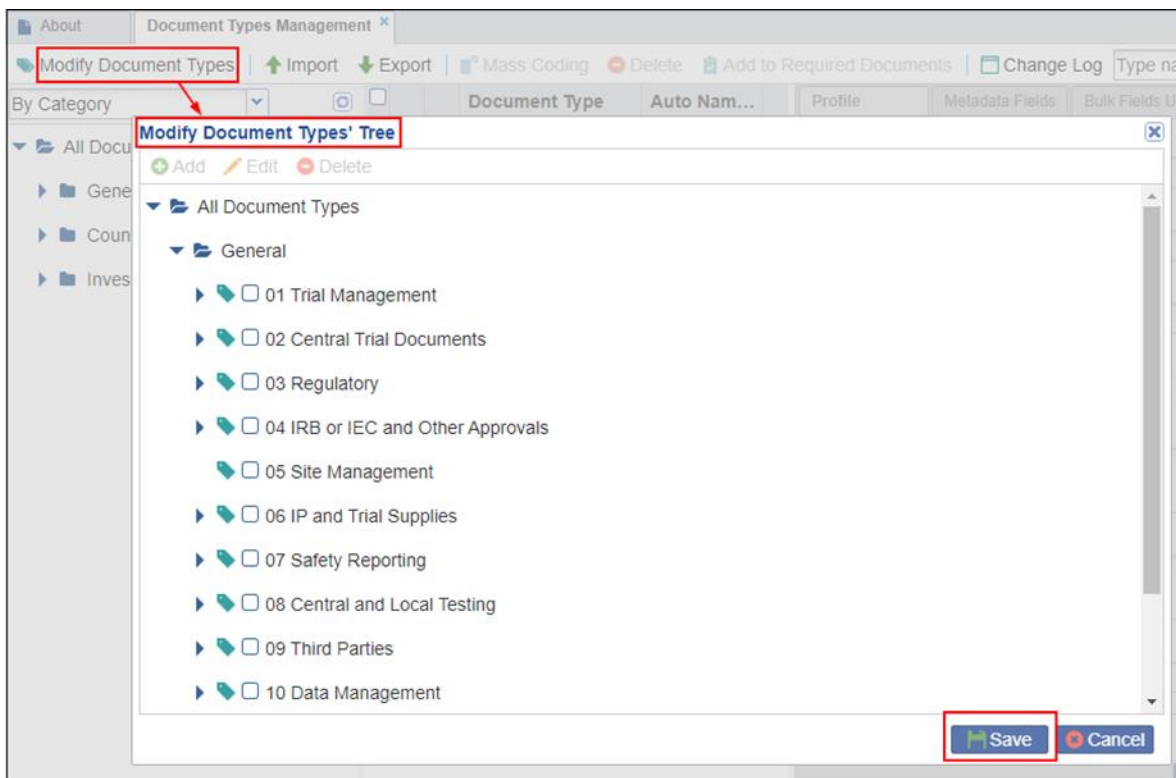 About
Document Types Management
Modify Document Types
Import
Export
Mass Coding
Delete
Add to Required Documents
Change Log
Type na
By Category
Document Type
Auto Nam...
Profile
Metadata Fields
Bulk Fields U
All Docu
Gene
Coun
Inves
Modify Document Types' Tree
Add
Edit
Delete
All Document Types
General
01 Trial Management
02 Central Trial Documents
03 Regulatory
04 IRB or IEC and Other Approvals
05 Site Management
06 IP and Trial Supplies
07 Safety Reporting
08 Central and Local Testing
09 Third Parties
10 Data Management
Save
Cancel